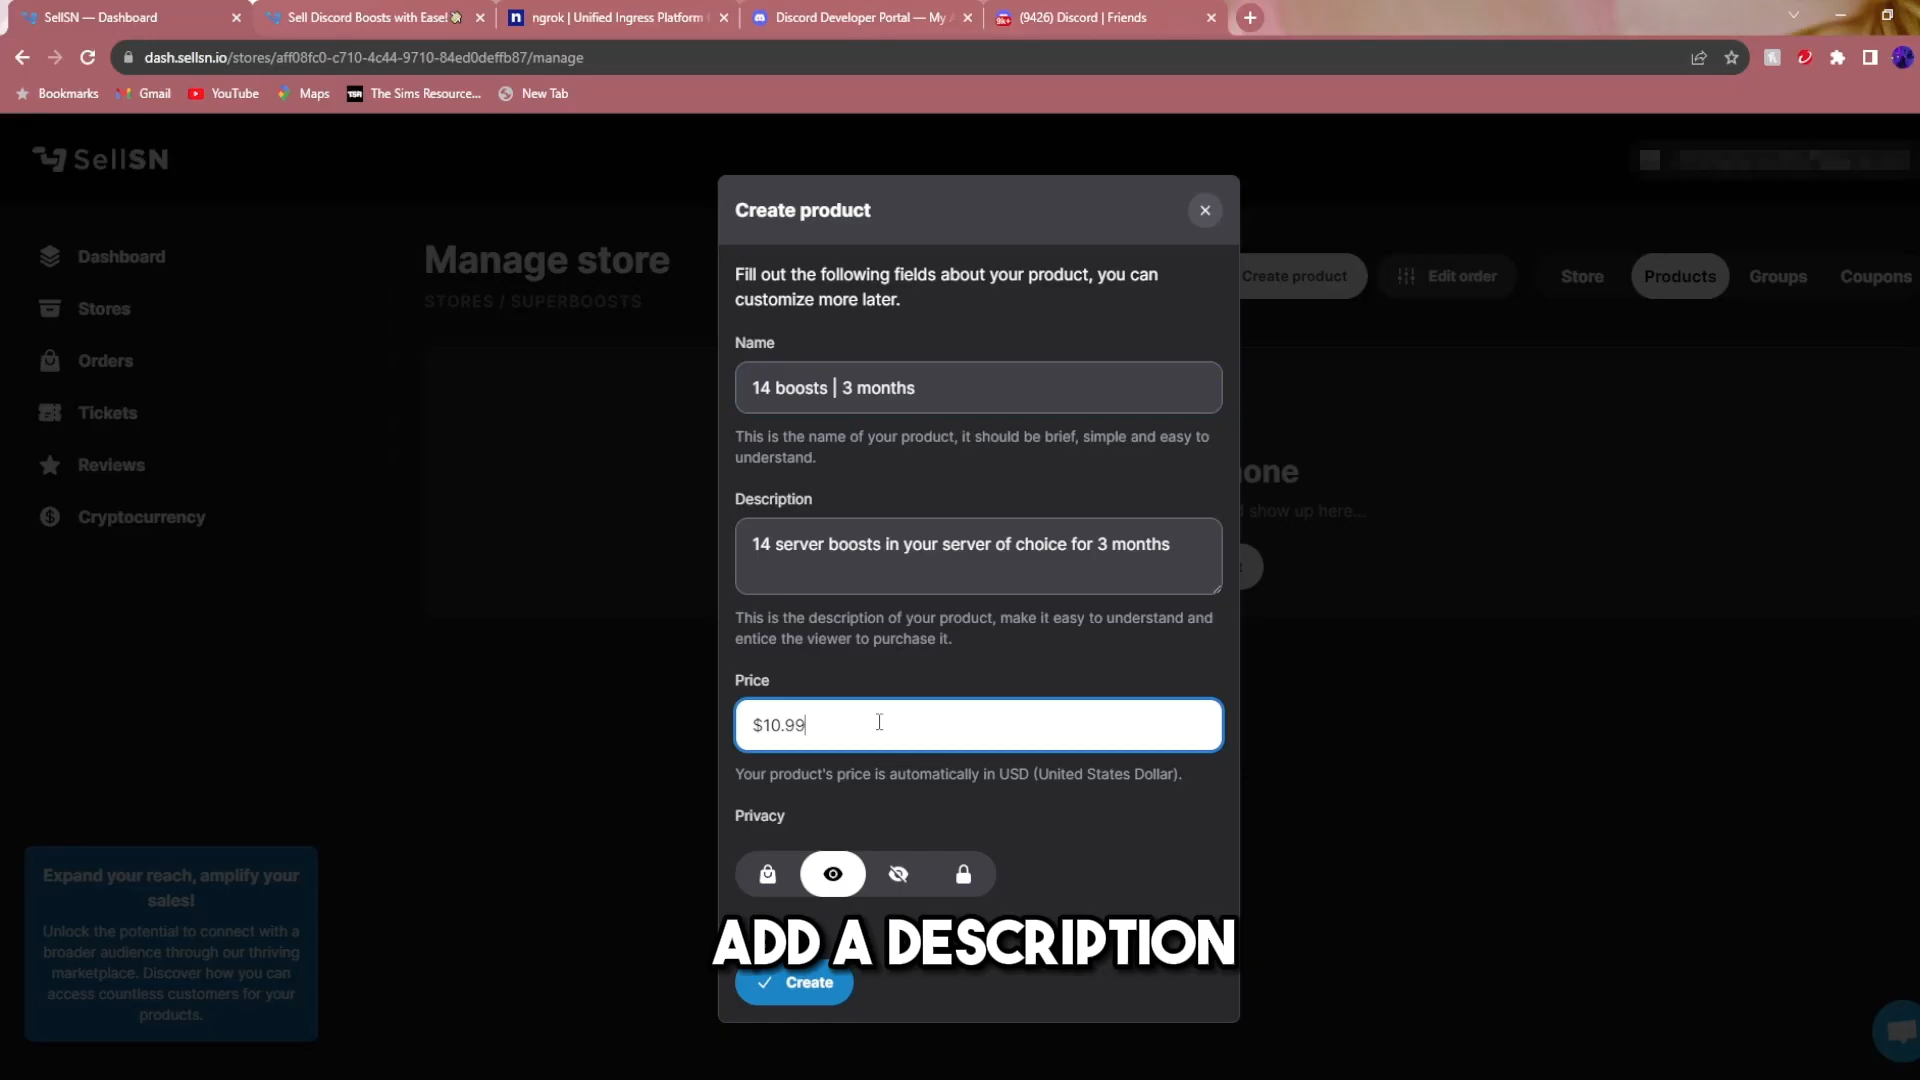 SellSN — Dashboard
Sell Discord Boosts with Ease!
ngrok | Unified Ingress Platform
Discord Developer Portal — My
(9426) Discord | Friends
dash.sellsn.io/stores/aff08fc0-c710-4c44-9710-84ed0deffb87/manage
Bookmarks
Gmail
YouTube
Maps
The Sims Resource...
New Tab
SellSN
Dashboard
Stores
Orders
Tickets
Reviews
Cryptocurrency
Manage store
STORES / SUPERBOOSTS
Create product
Edit order
Store
Products
Groups
Coupons
show up here...
Create product
Fill out the following fields about your product, you can
customize more later.
Name
14 boosts | 3 months
This is the name of your product, it should be brief, simple and easy to
understand.
Description
14 server boosts in your server of choice for 3 months
This is the description of your product, make it easy to understand and
entice the viewer to purchase it.
Price
$10.99
Your product's price is automatically in USD (United States Dollar).
Privacy
ADD A DESCRIPTION
Create
Expand your reach, amplify your
sales!
Unlock the potential to connect with a
broader audience through our thriving
marketplace. Discover how you can
access countless customers for your
products.